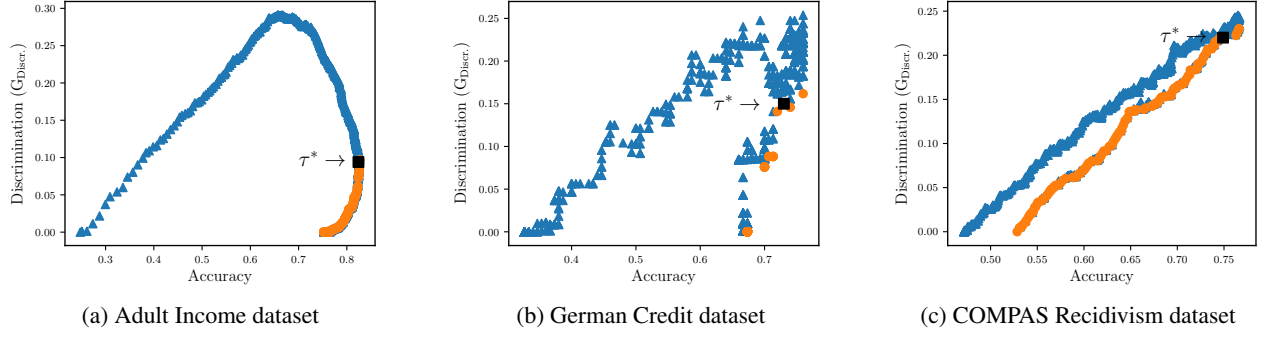 0.30
0.25
0.20
0.15
0.10
0.05
0.00
Discrimination (G_Discr.)
τ* →
0.3 0.4 0.5 0.6 0.7 0.8
Accuracy
(a) Adult Income dataset
0.25
0.20
0.15
0.10
0.05
0.00
Discrimination (G_Discr.)
τ* →
0.4 0.5 0.6 0.7
Accuracy
(b) German Credit dataset
0.25
0.20
0.15
0.10
0.05
0.00
Discrimination (G_Discr.)
τ* →
0.50 0.55 0.60 0.65 0.70 0.75
Accuracy
(c) COMPAS Recidivism dataset